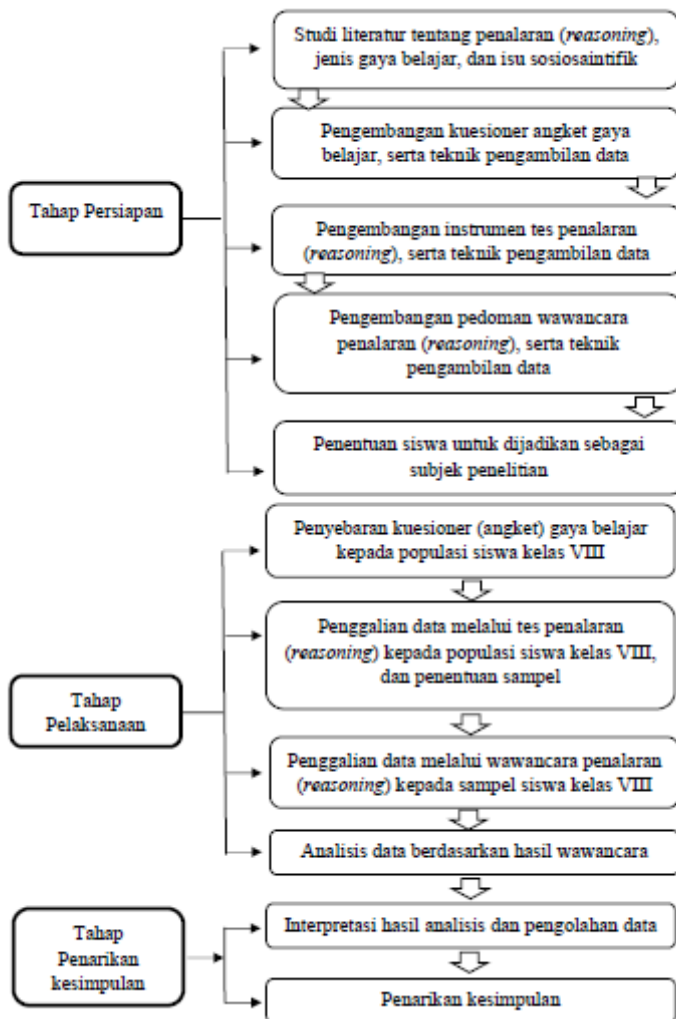 Studi literatur tentang penalaran (reasoning),
jenis gaya belajar, dan isu sosiosaintifik
Pengembangan kuesioner angket gaya
belajar, serta teknik pengambilan data
Tahap Persiapan
Pengembangan instrumen tes penalaran
(reasoning), serta teknik pengambilan data
Pengembangan pedoman wawancara
penalaran (reasoning), serta teknik
pengambilan data
Penentuan siswa untuk dijadikan sebagai
subjek penelitian
Penyebaran kuesioner (angket) gaya belajar
kepada populasi siswa kelas VIII
Penggalian data melalui tes penalaran
(reasoning) kepada populasi siswa kelas VIII,
dan penentuan sampel
Tahap
Pelaksanaan
Penggalian data melalui wawancara penalaran
(reasoning) kepada sampel siswa kelas VIII
Analisis data berdasarkan hasil wawancara
Tahap
Penarikan
kesimpulan
Interpretasi hasil analisis dan pengolahan data
Penarikan kesimpulan